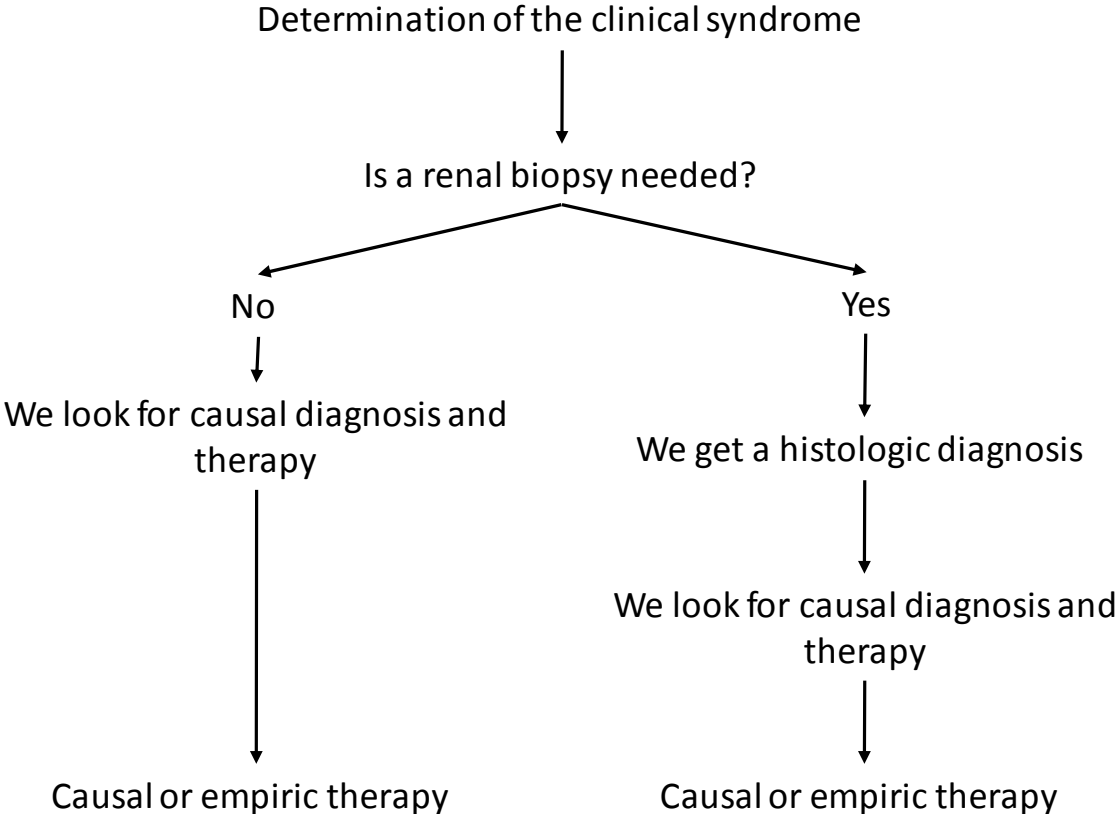 Determination of the clinical syndrome
Is a renal biopsy needed?
No
Yes
We look for causal diagnosis and
therapy
We get a histologic diagnosis
We look for causal diagnosis and
therapy
Causal or empiric therapy
Causal or empiric therapy